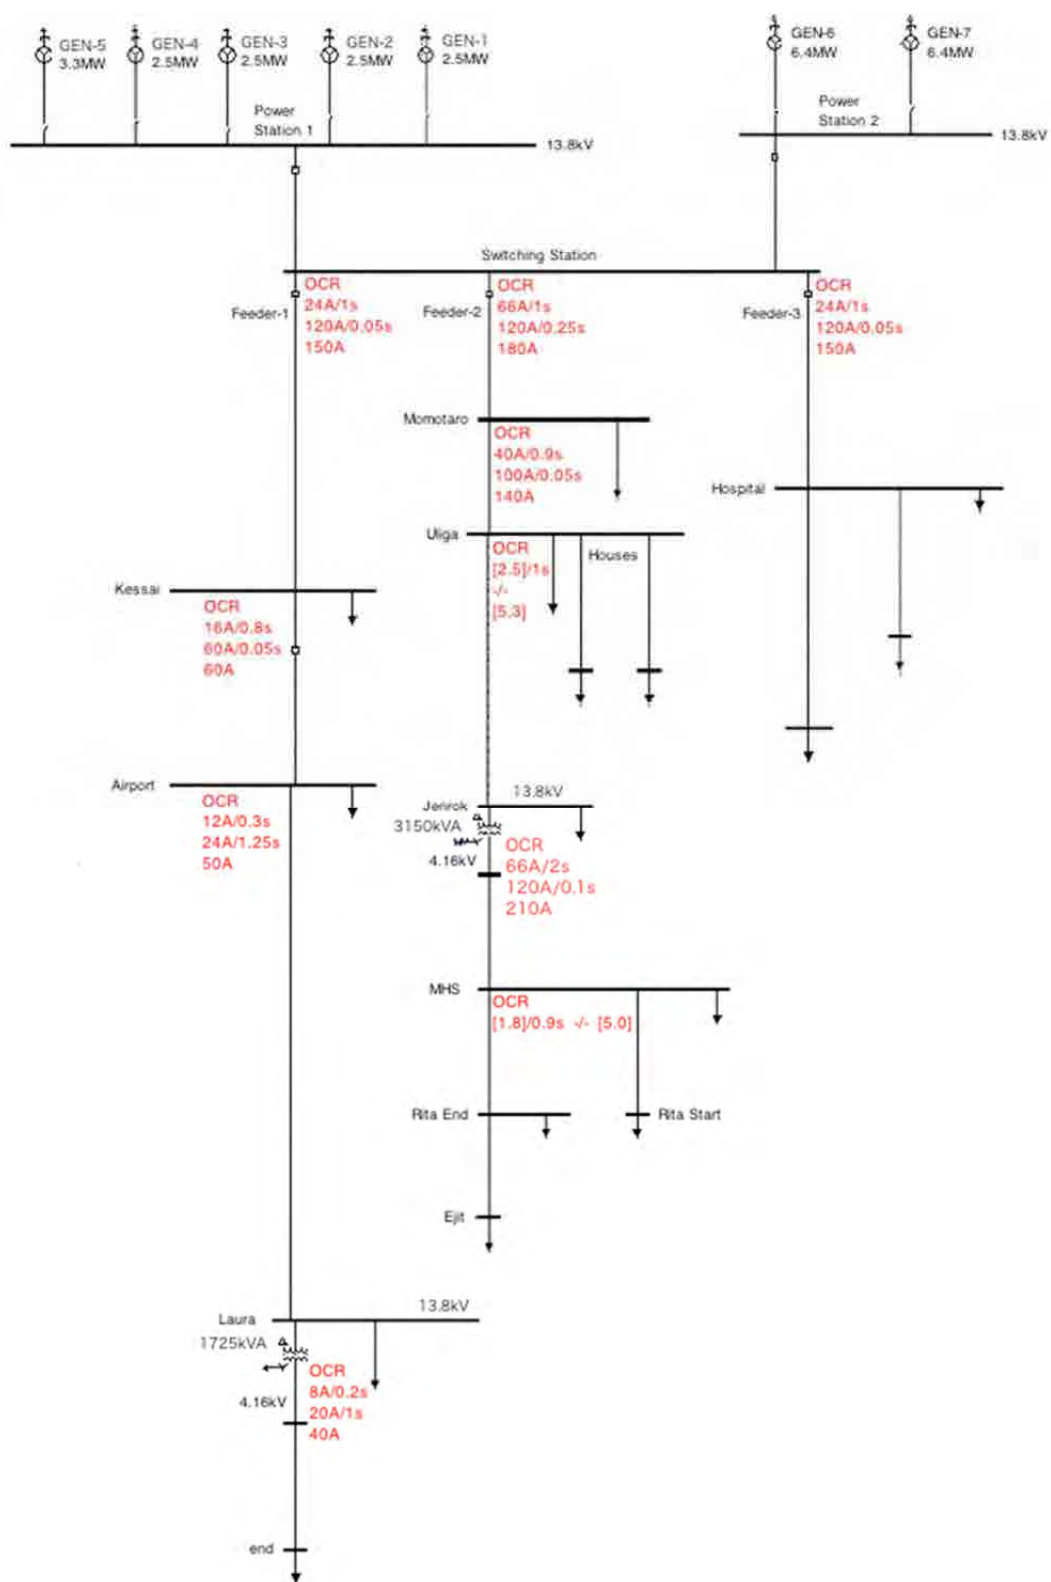 GEN-5
3.3MW
GEN-4
2.5MW
GEN-3
2.5MW
GEN-2
2.5MW
GEN-1
2.5MW
GEN-6
6.4MW
GEN-7
6.4MW
Power
Station 1
13.8kV
Power
Station 2
13.8kV
Switching Station
Feeder-1
OCR
24A/1s
120A/0.05s
150A
Feeder-2
OCR
66A/1s
120A/0.25s
180A
Feeder-3
OCR
24A/1s
120A/0.05s
150A
Momotaro
OCR
40A/0.9s
100A/0.05s
140A
Hospital
Uliga
OCR
[2.5]/1s
-/-
[5.3]
Houses
Kessai
OCR
16A/0.8s
60A/0.05s
60A
Airport
OCR
12A/0.3s
24A/1.25s
50A
Jenrok
13.8kV
3150kVA
4.16kV
OCR
66A/2s
120A/0.1s
210A
MHS
OCR
[1.8]/0.9s -/- [5.0]
Rita End
Rita Start
Ejit
Laura
13.8kV
1725kVA
4.16kV
OCR
8A/0.2s
20A/1s
40A
end